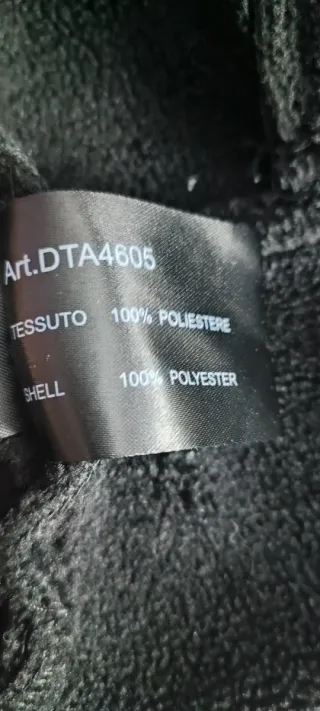 Art.DTA4605
TESSUTO 100% POLIESTERE
SHELL 100% POLYESTER